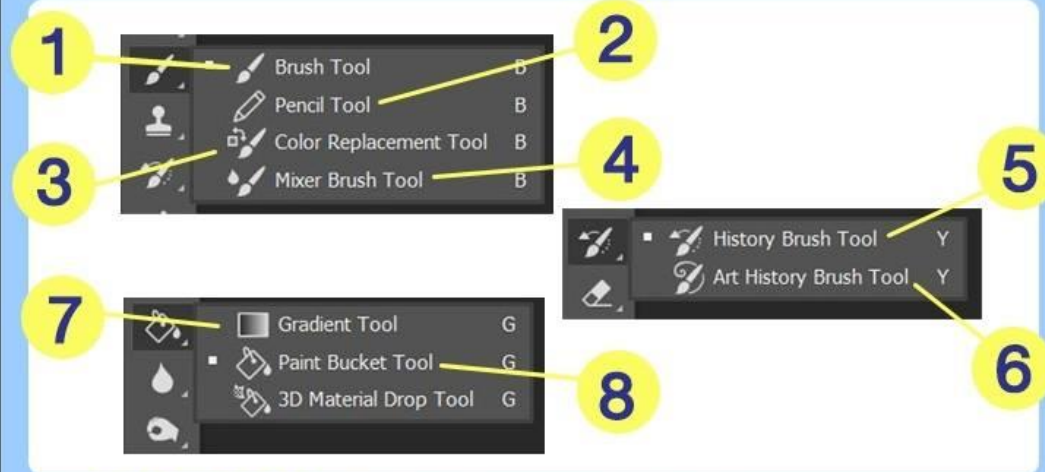 1
2
Brush Tool B
Pencil Tool B
Color Replacement Tool B
Mixer Brush Tool B
3
4
5
History Brush Tool Y
Art History Brush Tool Y
6
7
Gradient Tool G
Paint Bucket Tool G
3D Material Drop Tool G
8